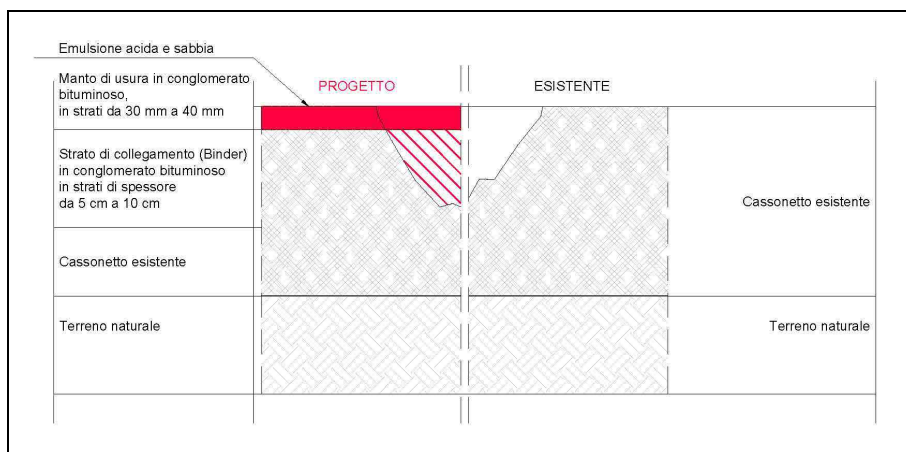 Emulsione acida e sabbia
Manto di usura in conglomerato
bituminoso,
in strati da 30 mm a 40 mm
PROGETTO
ESISTENTE
Strato di collegamento (Binder)
in conglomerato bituminoso
in strati di spessore
da 5 cm a 10 cm
Cassonetto esistente
Cassonetto esistente
Terreno naturale
Terreno naturale